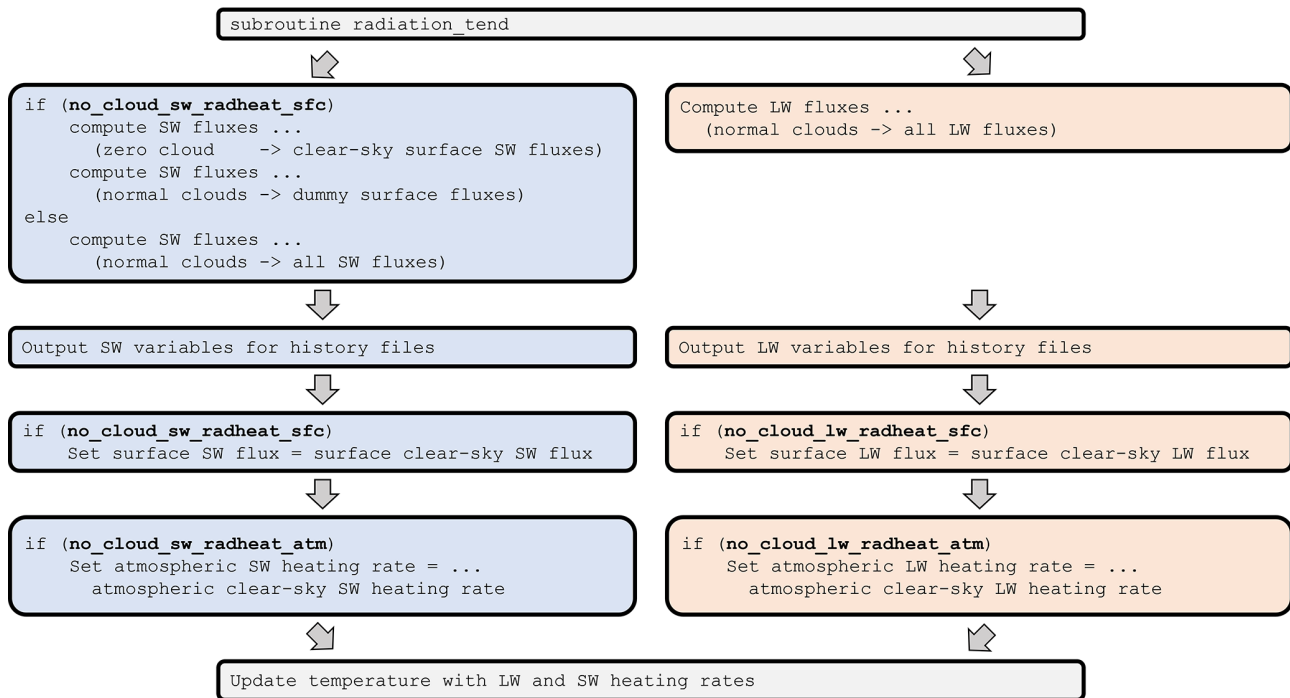 subroutine radiation_tend
if (no_cloud_sw_radheat_sfc)
compute SW fluxes ...
(zero cloud    -> clear-sky surface SW fluxes)
compute SW fluxes ...
(normal clouds -> dummy surface fluxes)
else
compute SW fluxes ...
(normal clouds -> all SW fluxes)
Compute LW fluxes ...
(normal clouds -> all LW fluxes)
Output SW variables for history files
Output LW variables for history files
if (no_cloud_sw_radheat_sfc)
Set surface SW flux = surface clear-sky SW flux
if (no_cloud_lw_radheat_sfc)
Set surface LW flux = surface clear-sky LW flux
if (no_cloud_sw_radheat_atm)
Set atmospheric SW heating rate = ...
atmospheric clear-sky SW heating rate
if (no_cloud_lw_radheat_atm)
Set atmospheric LW heating rate = ...
atmospheric clear-sky LW heating rate
Update temperature with LW and SW heating rates